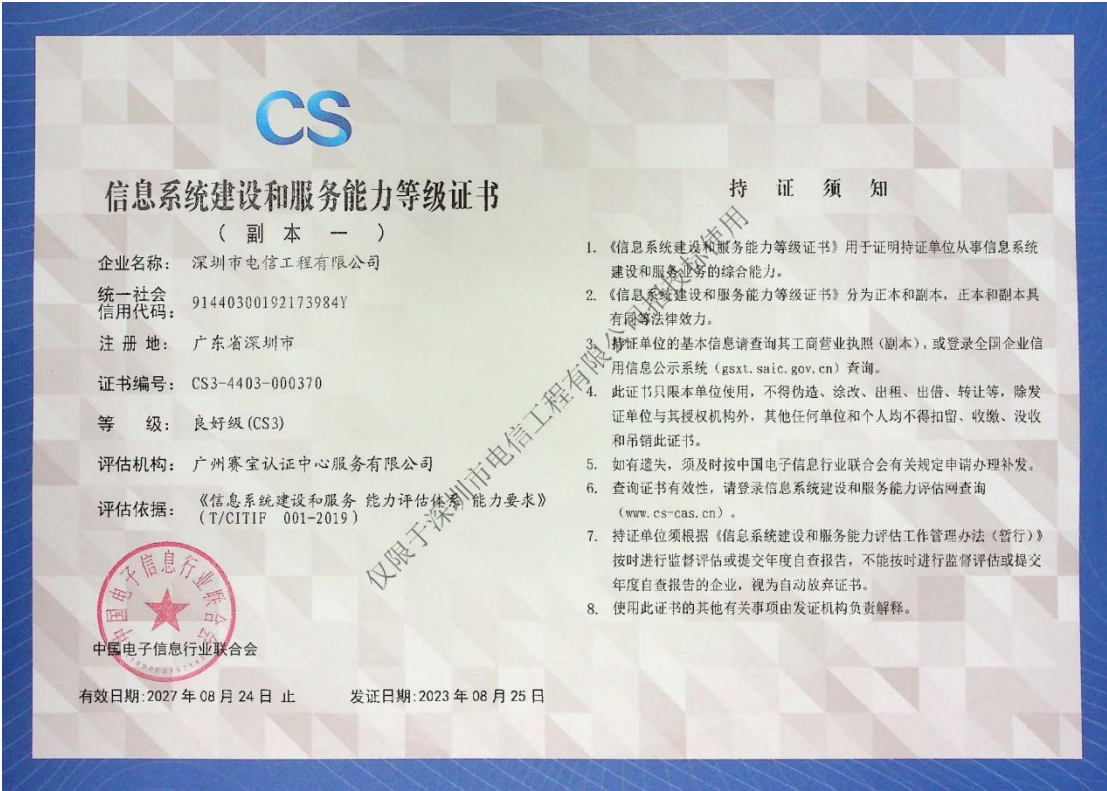 CS
信息系统建设和服务能力等级证书
（副本一）
企业名称： 深圳市电信工程有限公司
统一社会
信用代码： 91440300192173984Y
注 册 地： 广东省深圳市
证书编号： CS3-4403-000370
等 级： 良好级(CS3)
评估机构： 广州赛宝认证中心服务有限公司
评估依据： 《信息系统建设和服务 能力评估体系 能力要求》
(T/CITIF 001-2019)
中国电子信息行业联合会
中国电子信息行业联合会
有效日期:2027 年 08 月 24 日 止 发证日期:2023 年 08 月 25 日
持 证 须 知
1. 《信息系统建设和服务能力等级证书》用于证明持证单位从事信息系统
建设和服务业务的综合能力。
2. 《信息系统建设和服务能力等级证书》分为正本和副本，正本和副本具
有同等法律效力。
3. 持证单位的基本信息请查询其工商营业执照（副本），或登录全国企业信
用信息公示系统（gsxt.saic.gov.cn）查询。
4. 此证书只限本单位使用，不得伪造、涂改、出租、出借、转让等，除发
证单位与其授权机构外，其他任何单位和个人均不得扣留、收缴、没收
和吊销此证书。
5. 如有遗失，须及时按中国电子信息行业联合会有关规定申请办理补发。
6. 查询证书有效性，请登录信息系统建设和服务能力评估网查询
（www.cs-cas.cn）。
7. 持证单位须根据《信息系统建设和服务能力评估工作管理办法（暂行）》
按时进行监督评估或提交年度自查报告，不能按时进行监督评估或提交
年度自查报告的企业，视为自动放弃证书。
8. 使用此证书的其他有关事项由发证机构负责解释。
仅限于深圳市电信工程有限公司招投标使用